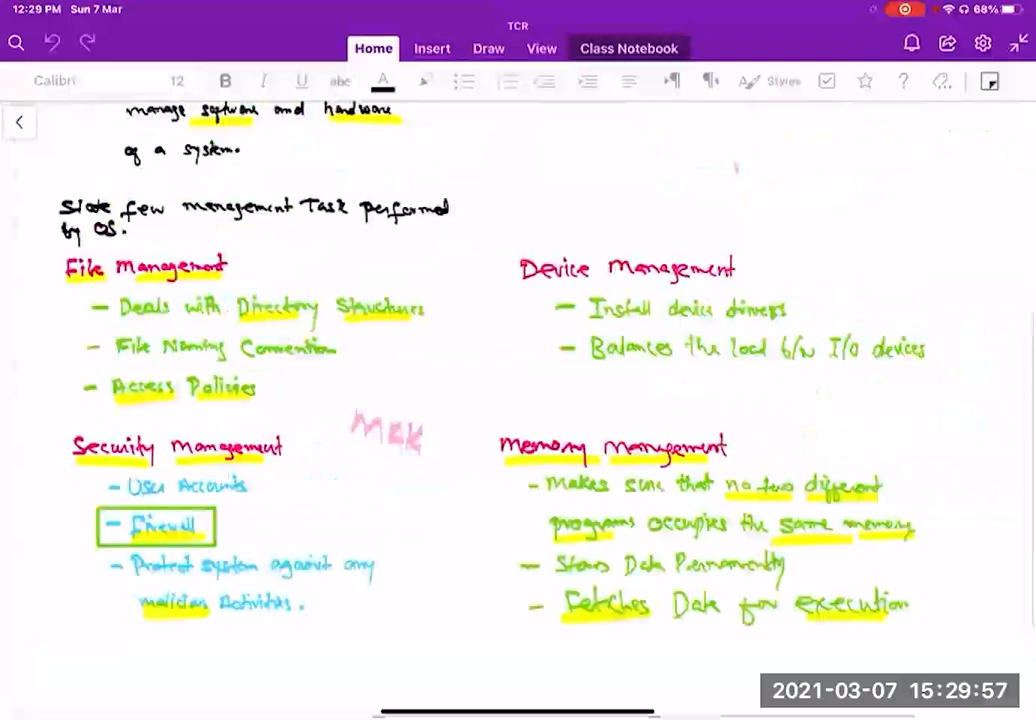 12:29 PM Sun 7 Mar
68%
TCR
Home Insert Draw View Class Notebook
Calibri 12 B I U abc A Styles
manage software and hardware
of a system.
State few management Task performed
by OS.
File Management
- Deals with Directory Structures
- File Naming Convention
- Access Policies
Device Management
- Install device drivers
- Balances the load b/w I/O devices
Security Management
- User Accounts
- Firewall
- Protect system against any
Activities.
Memory Management
- Makes sure that no two different
programs occupies the same memory
- Stores Data Permanently
- Fetches Data for execution
2021-03-07 15:29:57